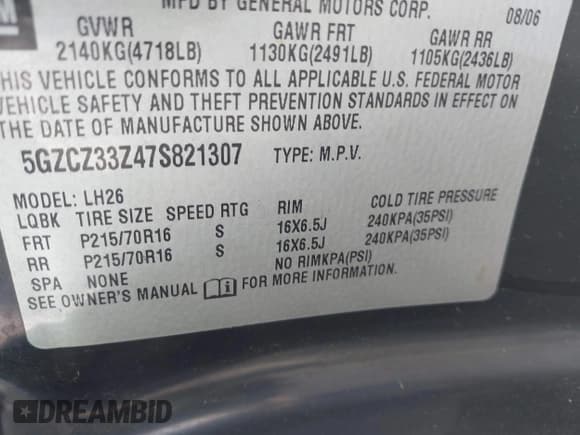 GM
MFD BY GENERAL MOTORS CORP. 08/06
GVWR GAWR FRT GAWR RR
2140KG(4718LB) 1130KG(2491LB) 1105KG(2436LB)
THIS VEHICLE CONFORMS TO ALL APPLICABLE U.S. FEDERAL MOTOR
VEHICLE SAFETY AND THEFT PREVENTION STANDARDS IN EFFECT ON
THE DATE OF MANUFACTURE SHOWN ABOVE.
5GZCZ33Z47S821307 TYPE: M.P.V.
MODEL: LH26
LQBK TIRE SIZE SPEED RTG RIM COLD TIRE PRESSURE
FRT P215/70R16 S 16X6.5J 240KPA(35PSI)
RR P215/70R16 S 16X6.5J 240KPA(35PSI)
SPA NONE NO RIMKPA(PSI)
SEE OWNER'S MANUAL FOR MORE INFORMATION.
DREAMBID